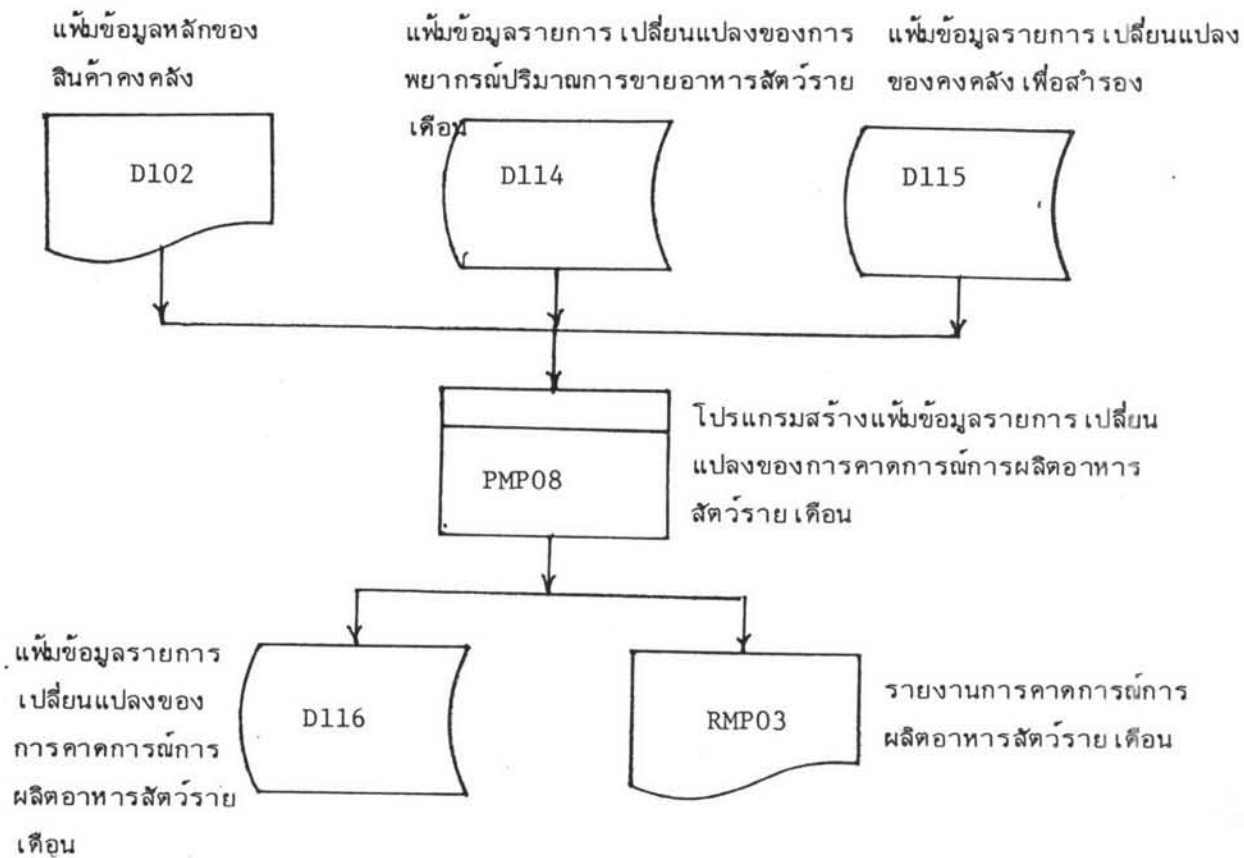 แฟ้มข้อมูลหลักของ
สินค้าคงคลัง
แฟ้มข้อมูลรายการเปลี่ยนแปลงของการ
พยากรณ์ปริมาณการขายอาหารสัตว์ราย
เดือน
แฟ้มข้อมูลรายการเปลี่ยนแปลง
ของคงคลังเพื่อสำรอง
D102
D114
D115
PMP08
โปรแกรมสร้างแฟ้มข้อมูลรายการเปลี่ยน
แปลงของการคาดการณ์การผลิตอาหาร
สัตว์รายเดือน
แฟ้มข้อมูลรายการ
เปลี่ยนแปลงของ
การคาดการณ์การ
ผลิตอาหารสัตว์ราย
เดือน
D116
RMP03
รายงานการคาดการณ์การ
ผลิตอาหารสัตว์รายเดือน